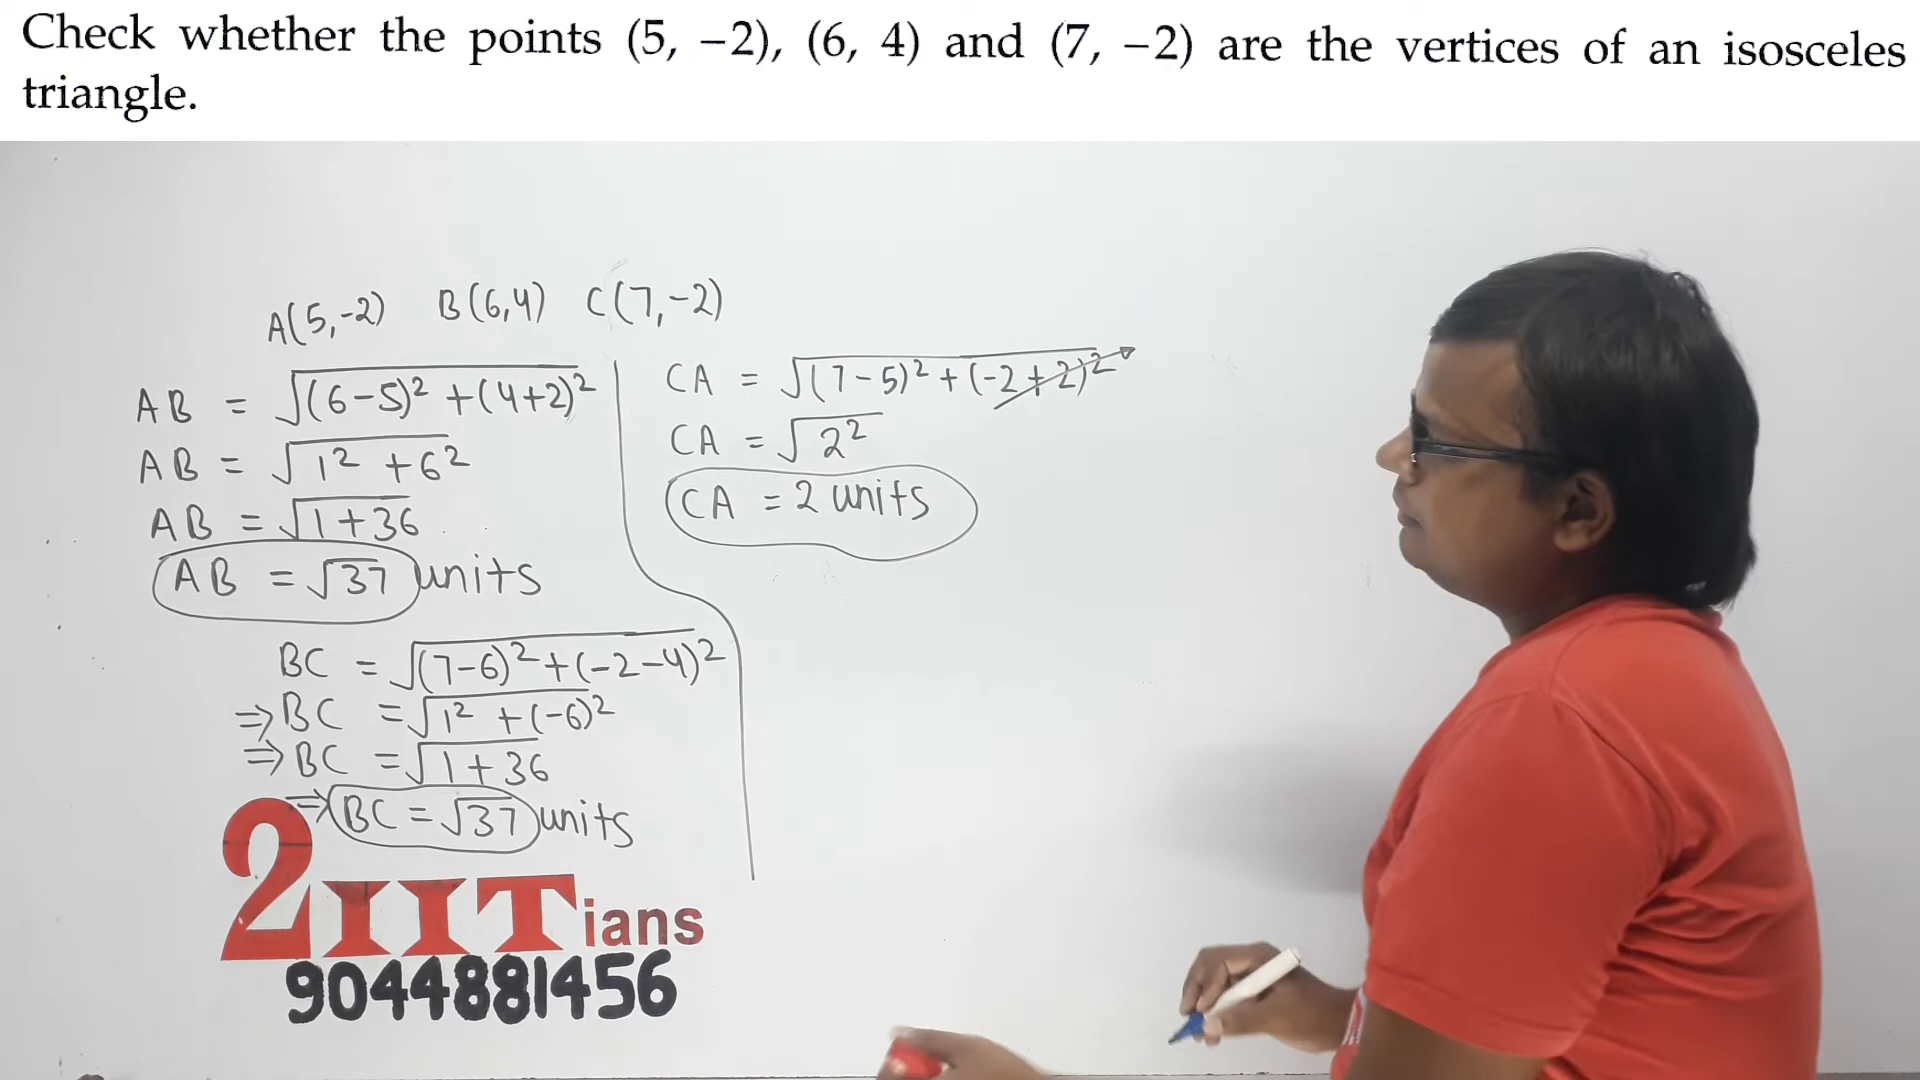 Check whether the points (5, −2), (6, 4) and (7, −2) are the vertices of an isosceles
triangle.
A(5,-2) B(6,4) C(7,-2)
AB = √(6-5)² +(4+2)²
AB = √1² +6²
AB = √1+36
AB = √37 units
BC = √(7-6)²+(-2-4)²
⇒BC = √1² +(-6)²
⇒BC = √1+36
⇒BC = √37 units
CA = √(7-5)²+(-2+2)²
CA = √2²
CA = 2 units
2IITians
9044881456